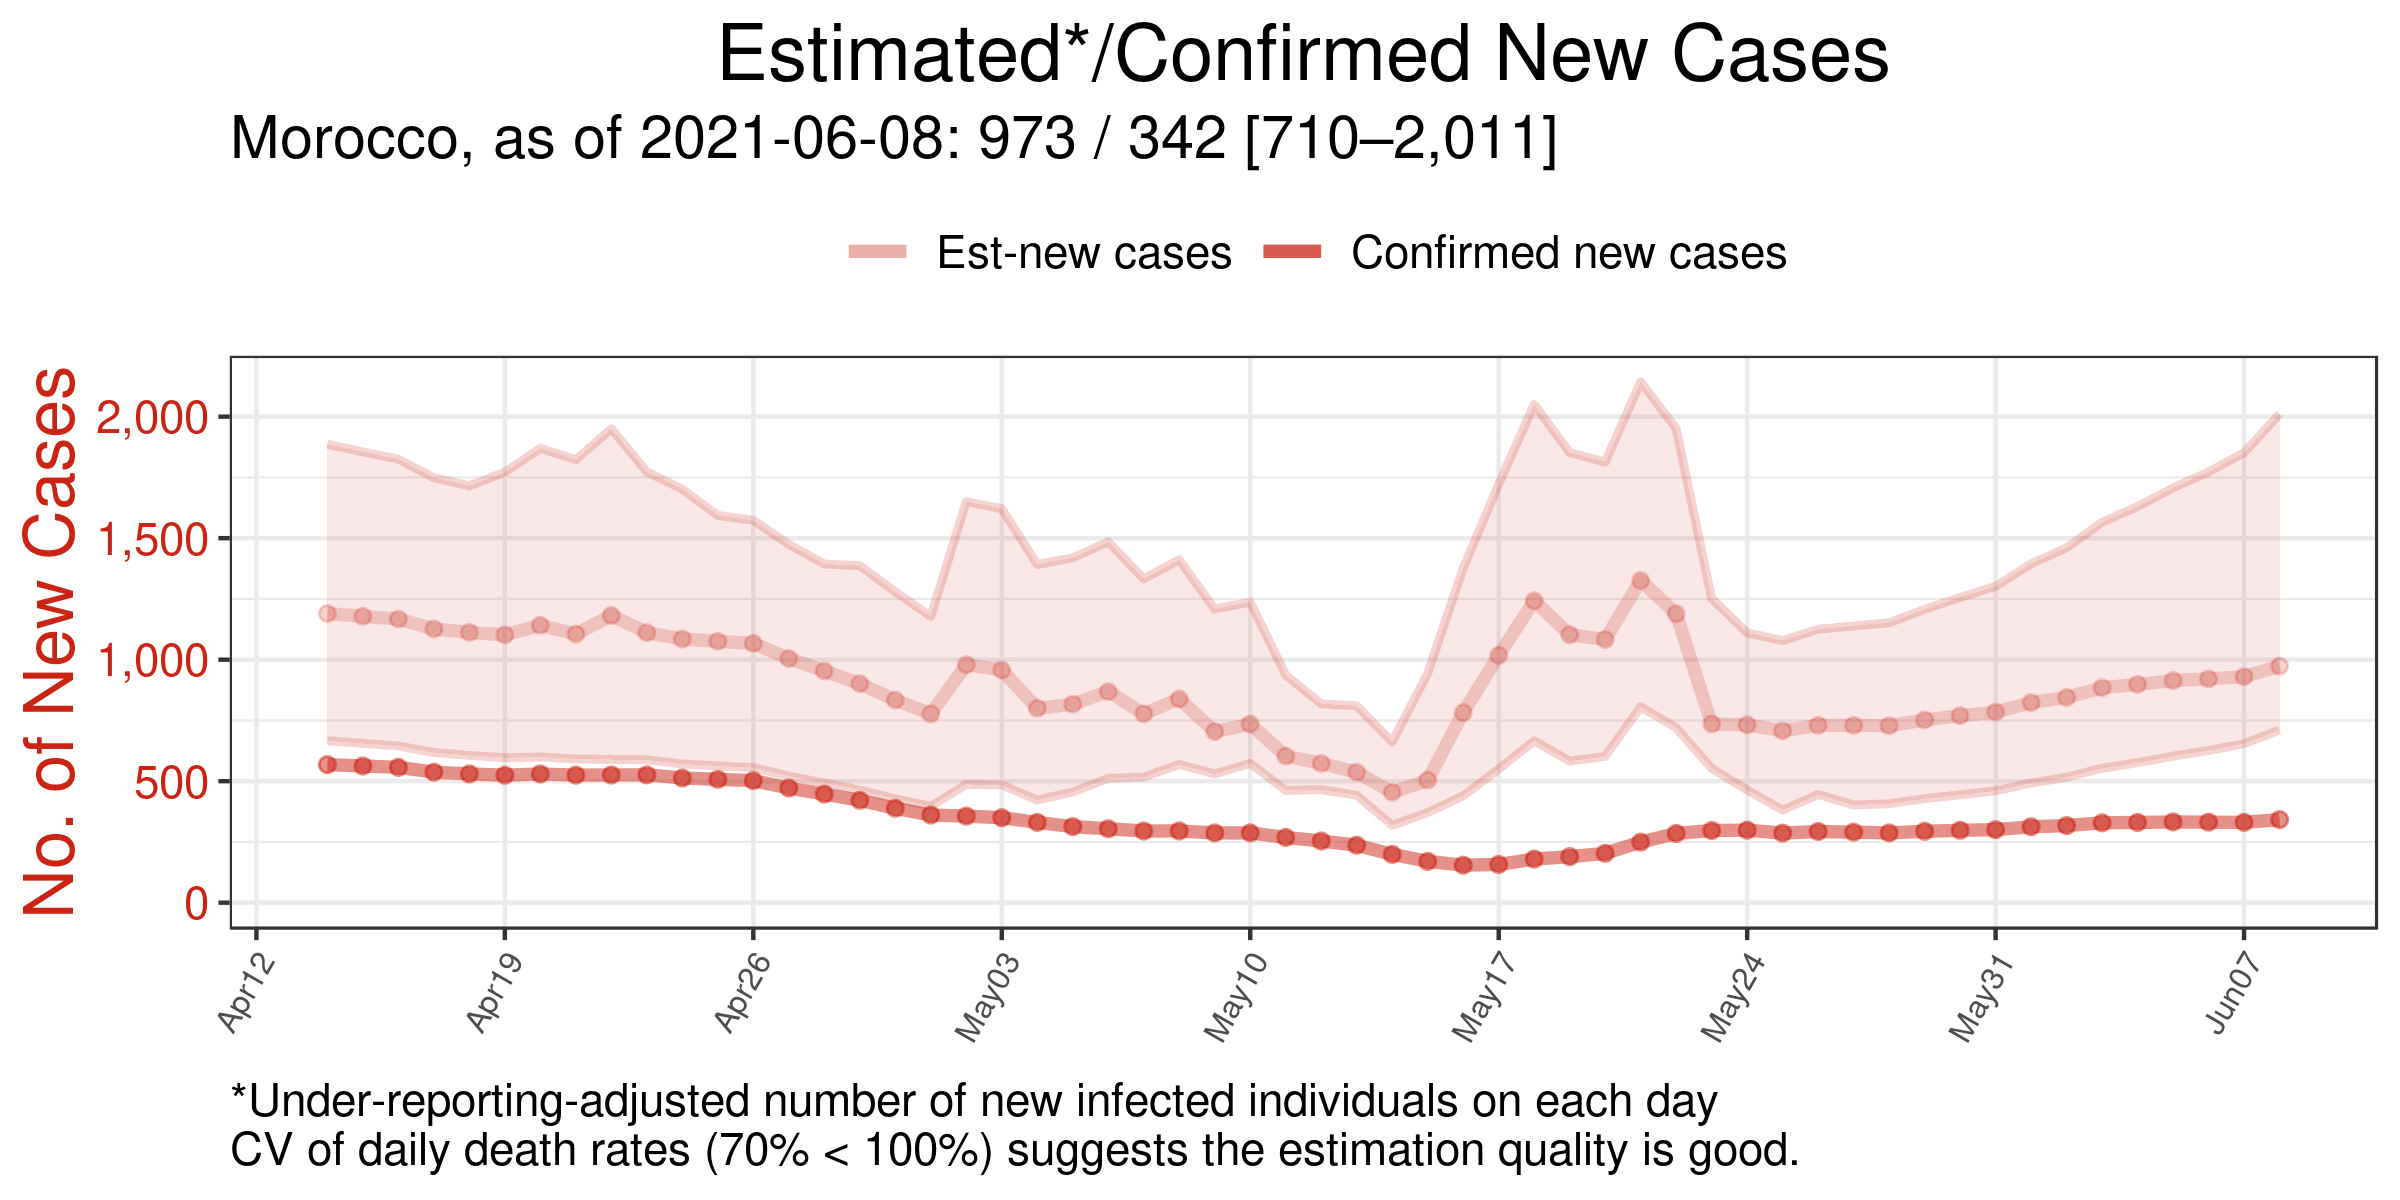 Estimated*/Confirmed New Cases
Morocco, as of 2021-06-08: 973 / 342 [710–2,011]
Est-new cases
Confirmed new cases
No. of New Cases
2,000
1,500
1,000
500
0
Apr12
Apr19
Apr26
May03
May10
May17
May24
May31
Jun07
*Under-reporting-adjusted number of new infected individuals on each day
CV of daily death rates (70% < 100%) suggests the estimation quality is good.